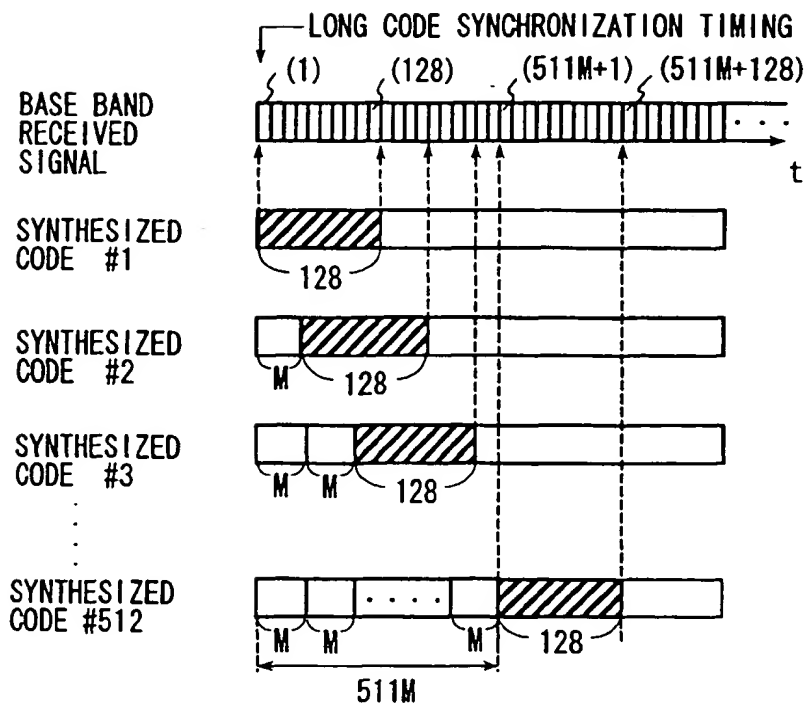 LONG CODE SYNCHRONIZATION TIMING
(1) (128) (511M+1) (511M+128)
BASE BAND
RECEIVED
SIGNAL
· · ·
t
SYNTHESIZED
CODE #1
128
SYNTHESIZED
CODE #2
M 128
SYNTHESIZED
CODE #3
M M 128
SYNTHESIZED
CODE #512
· · · ·
M M M 128
511M